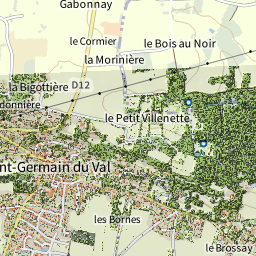 Gabonnay
le Cormier
le Bois au Noir
la Morinière
D12
la Bigottière
donnière
le Petit Villenette
nt-Germain du Val
les Bornes
le Brossay